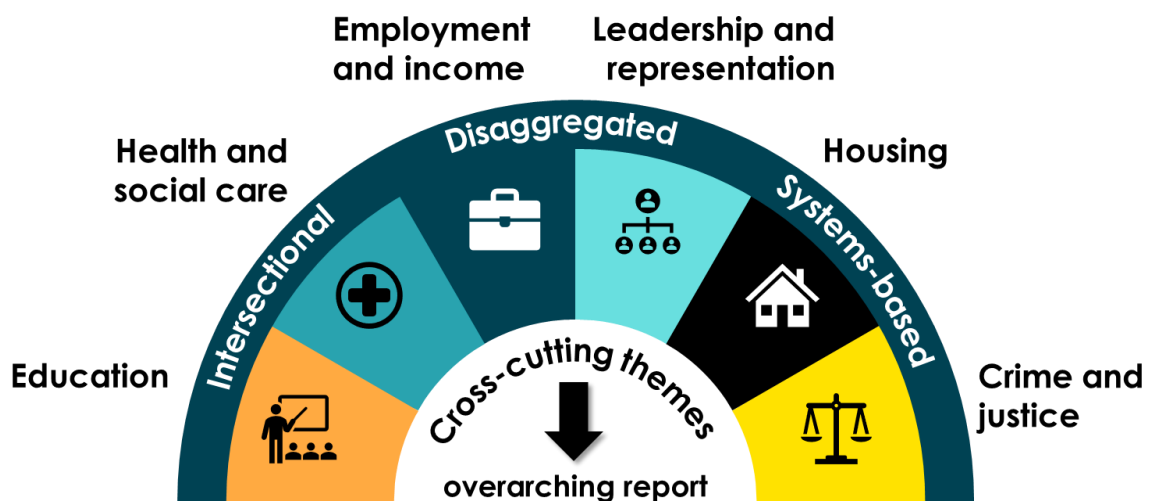 Employment
and income
Leadership and
representation
Disaggregated
Health and
social care
Housing
Intersectional
Systems-based
Education
Crime and
justice
Cross-cutting themes
overarching report